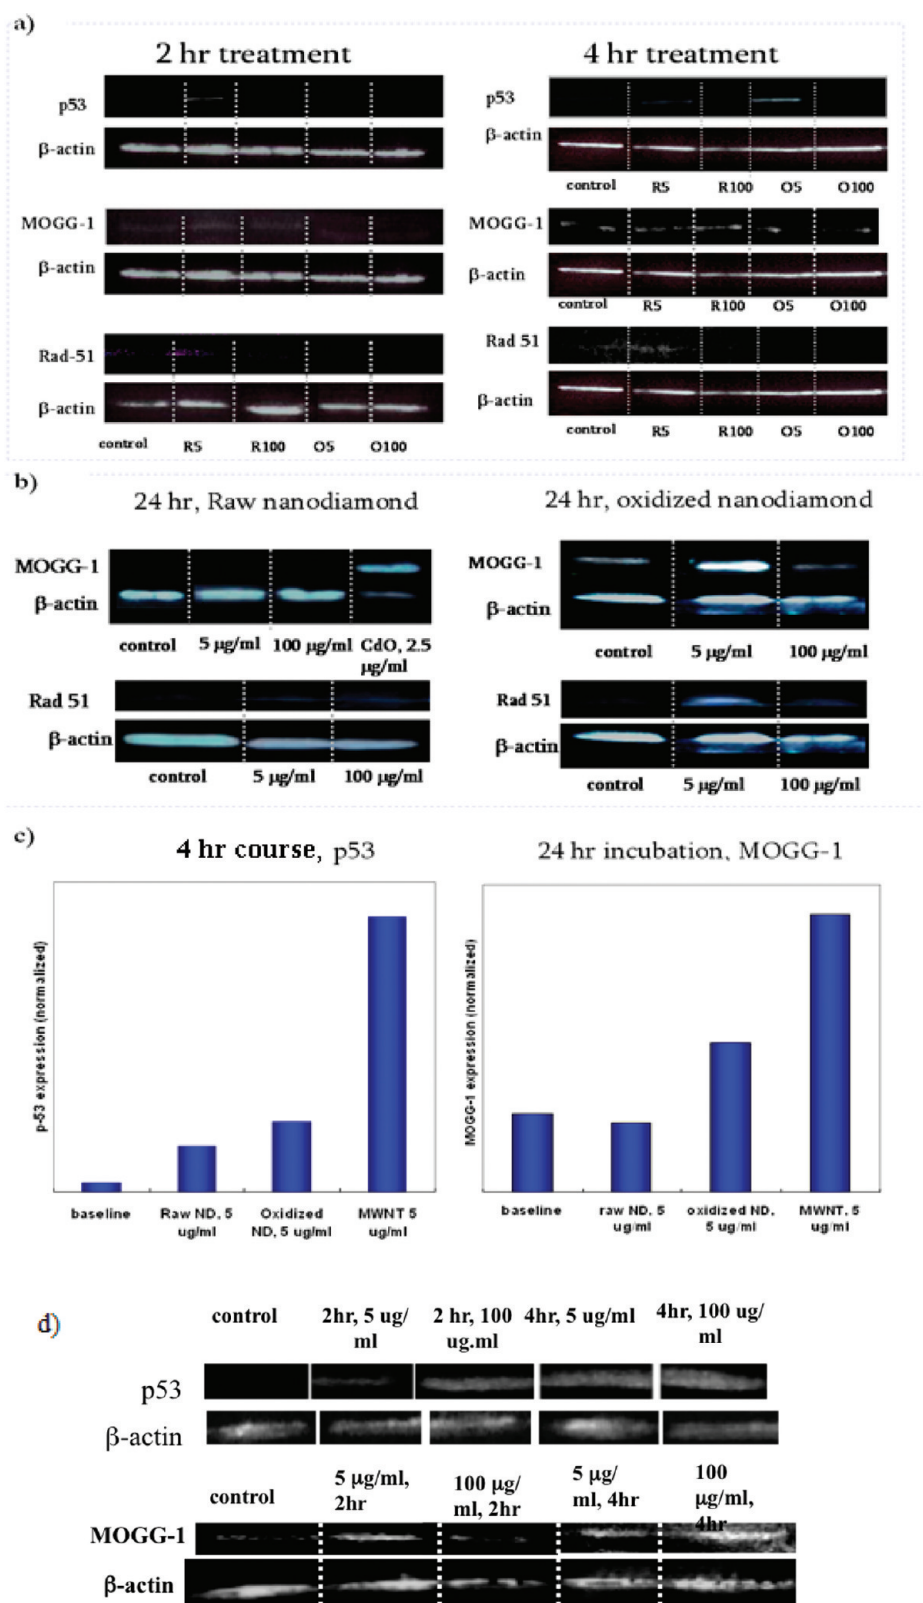 a)
2 hr treatment
4 hr treatment
p53
β-actin
MOGG-1
β-actin
Rad-51
β-actin
control R5 R100 O5 O100
p53
β-actin
control R5 R100 O5 O100
MOGG-1
β-actin
control R5 R100 O5 O100
Rad 51
β-actin
control R5 R100 O5 O100
b)
24 hr, Raw nanodiamond
MOGG-1
β-actin
control 5 µg/ml 100 µg/ml CdO, 2.5
µg/ml
Rad 51
β-actin
control 5 µg/ml 100 µg/ml
24 hr, oxidized nanodiamond
MOGG-1
β-actin
control 5 µg/ml 100 µg/ml
Rad 51
β-actin
control 5 µg/ml 100 µg/ml
c)
4 hr course, p53
p-53 expression (normalized)
baseline Raw ND, 5 Oxidized MWNT 5
ug/ml ND, 5 ug/ml ug/ml
24 hr incubation, MOGG-1
MOGG-1 expression (normalized)
baseline raw ND, 5 oxidized ND, MWNT, 5
ug/ml 5 ug/ml ug/ml
d)
control 2hr, 5 ug/ 2 hr, 100 4hr, 5 ug/ml 4hr, 100 ug/
ml ug.ml ml
p53
β-actin
control 5 µg/ml, 100 µg/ 5 µg/ 100
2hr ml, 2hr ml, 4hr µg/ml,
4hr
MOGG-1
β-actin